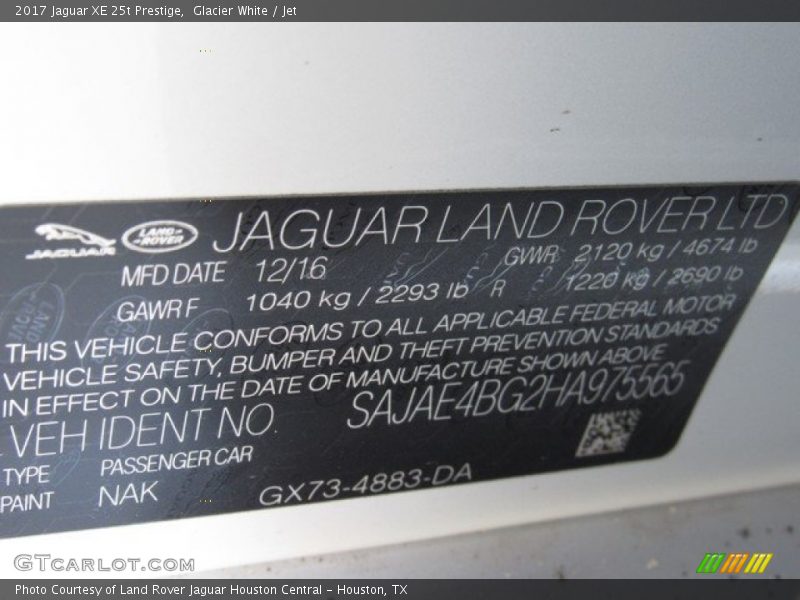 2017 Jaguar XE 25t Prestige, Glacier White / Jet
JAGUAR LAND-ROVER JAGUAR LAND ROVER LTD
MFD DATE 12/16 GWR 2120 kg / 4674 lb
GAWR F 1040 kg / 2293 lb R 1220 kg / 2690 lb
THIS VEHICLE CONFORMS TO ALL APPLICABLE FEDERAL MOTOR
VEHICLE SAFETY, BUMPER AND THEFT PREVENTION STANDARDS
IN EFFECT ON THE DATE OF MANUFACTURE SHOWN ABOVE
VEH IDENT NO. SAJAE4BG2HA975565
TYPE PASSENGER CAR
PAINT NAK GX73-4883-DA
GTCarLot.com
Photo Courtesy of Land Rover Jaguar Houston Central - Houston, TX